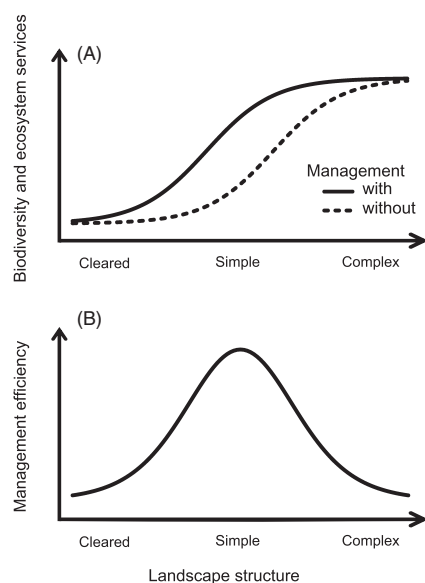 (A)
Biodiversity and ecosystem services
Management
with
without
Cleared Simple Complex
(B)
Management efficiency
Cleared Simple Complex
Landscape structure